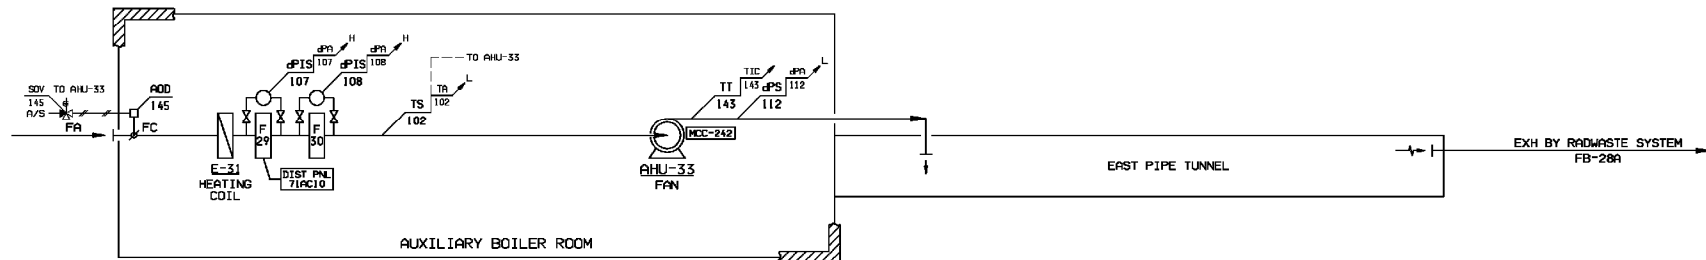 SOV TO AHU-33
145
A/S
FA
AOD
145
FC
E-31
HEATING
COIL
F
29
F
30
DIST PNL
71AC10
dPIS
107
dPA
107
H
dPIS
108
dPA
108
H
TS
102
TA
102
L
TO AHU-33
AHU-33
FAN
MCC-242
TT
143
TIC
143
dPS
112
dPA
112
L
AUXILIARY BOILER ROOM
EAST PIPE TUNNEL
EXH BY RADWASTE SYSTEM
FB-28A